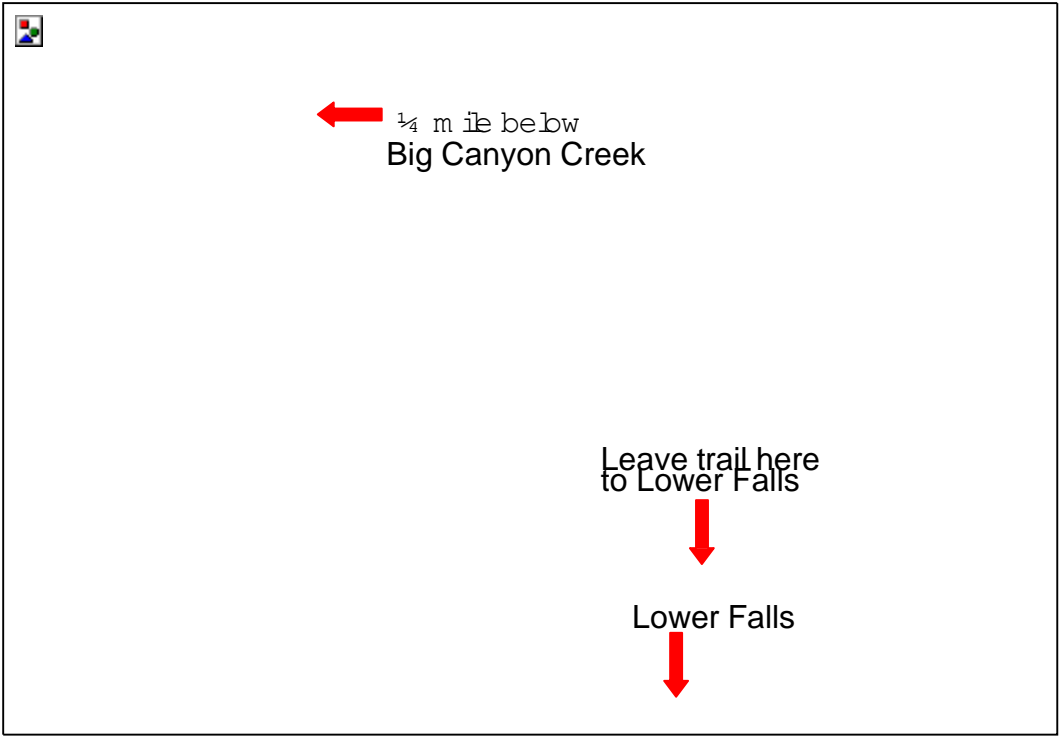 ¼ mile below
Big Canyon Creek
Leave trail here
to Lower Falls
Lower Falls